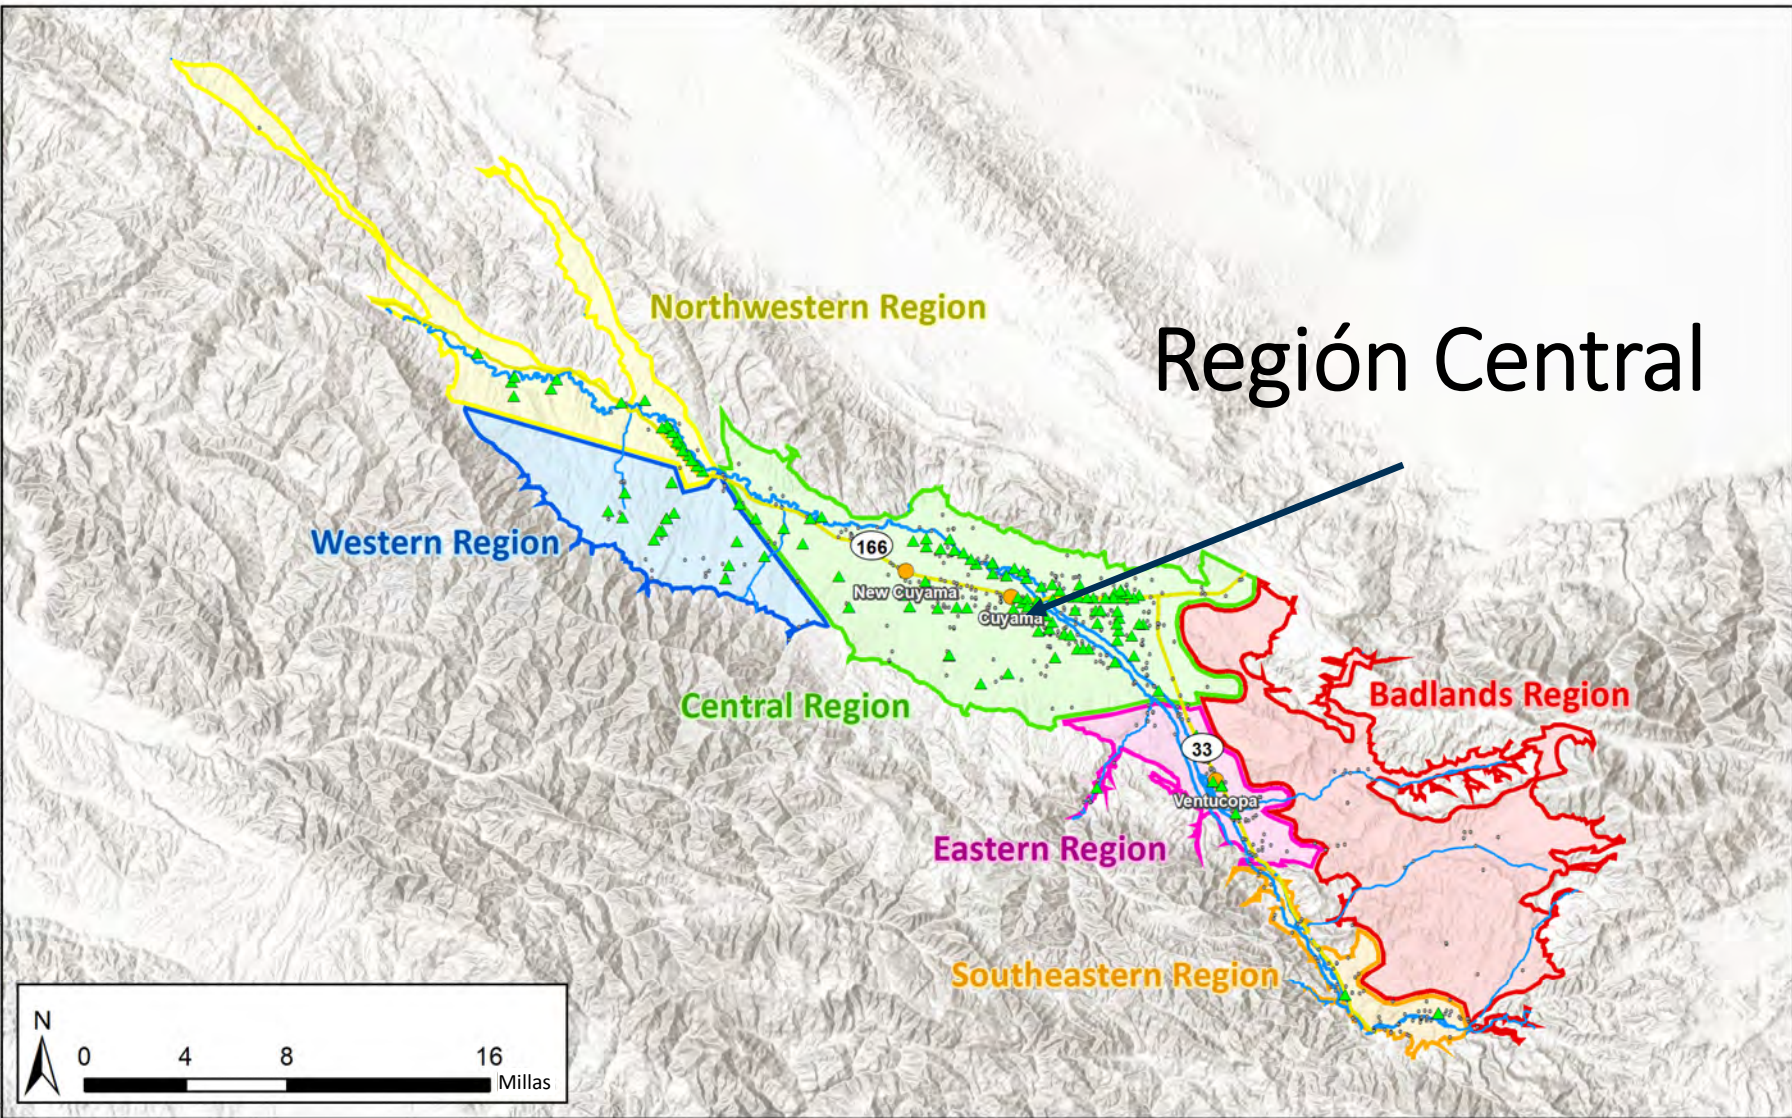 Northwestern Region
Región Central
Western Region
166
New Cuyama
Cuyama
Central Region
Badlands Region
33
Ventucopa
Eastern Region
Southeastern Region
N
0 4 8 16
Millas